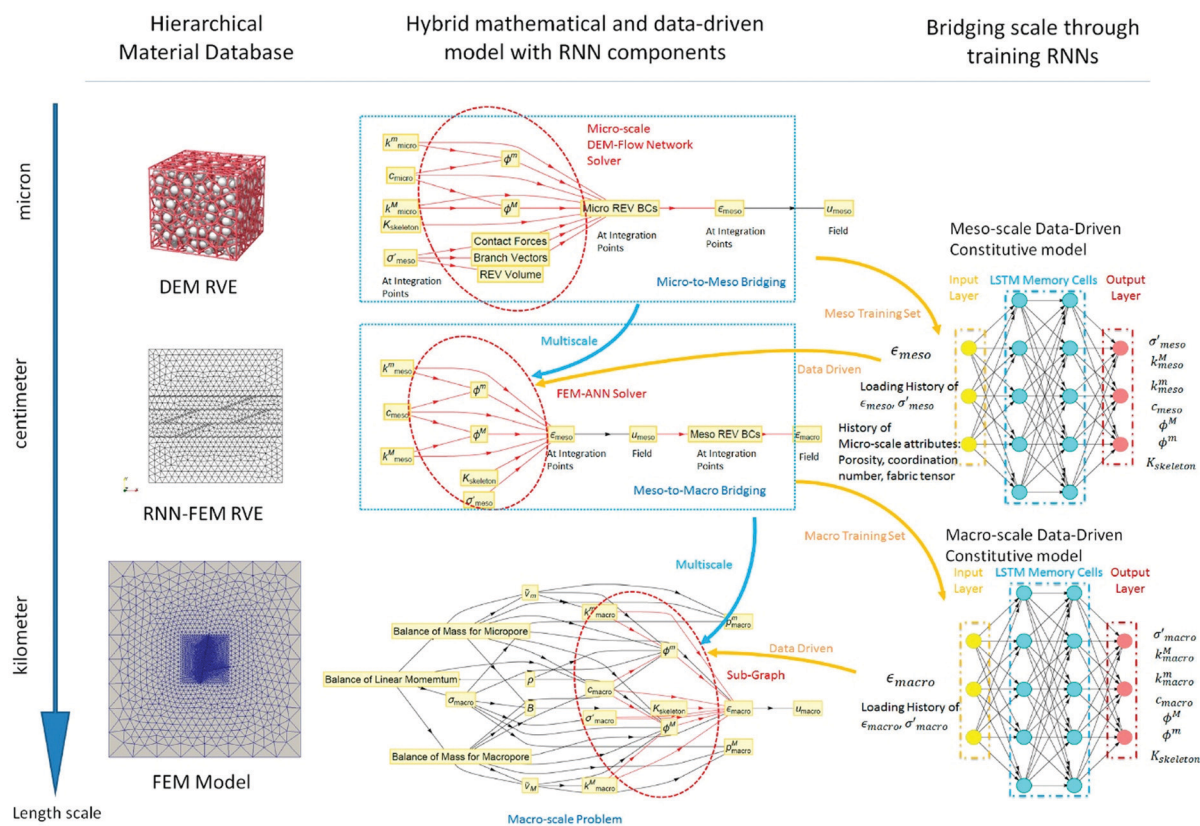 Hierarchical
Material Database
Hybrid mathematical and data-driven
model with RNN components
Bridging scale through
training RNNs
micron
centimeter
kilometer
Length scale
DEM RVE
RNN-FEM RVE
FEM Model
k^m_micro
c_micro
k^M_micro
K_skeleton
σ'_meso
ϕ^m
ϕ^M
Contact Forces
Branch Vectors
REV Volume
At Integration
Points
Micro-scale
DEM-Flow Network
Solver
Micro REV BCs
At Integration
Points
ϵ_meso
At Integration
Points
u_meso
Field
Micro-to-Meso Bridging
Multiscale
k^m_meso
c_meso
k^M_meso
ϕ^m
ϕ^M
K_skeleton
σ'_meso
FEM-ANN Solver
ϵ_meso
At Integration
Points
u_meso
Field
Meso REV BCs
At Integration
Points
ϵ_macro
Field
Meso-to-Macro Bridging
Multiscale
Meso Training Set
Data Driven
ϵ_meso
Loading History of
ϵ_meso, σ'_meso
History of
Micro-scale attributes:
Porosity, coordination
number, fabric tensor
Meso-scale Data-Driven
Constitutive model
Input
Layer
LSTM Memory Cells
Output
Layer
σ'_meso
k^M_meso
k^m_meso
c_meso
ϕ^M
ϕ^m
K_skeleton
Macro Training Set
Macro-scale Data-Driven
Constitutive model
Input
Layer
LSTM Memory Cells
Output
Layer
σ'_macro
k^M_macro
k^m_macro
c_macro
ϕ^M
ϕ^m
K_skeleton
Data Driven
ϵ_macro
Loading History of
ϵ_macro, σ'_macro
ṽ_m
k^m_macro
p^m_macro
Balance of Mass for Micropore
ϕ^m
Sub-Graph
Balance of Linear Momemtum
c_macro
σ_macro
K_skeleton
ϵ_macro
u_macro
σ'_macro
ϕ^M
Balance of Mass for Macropore
p^M_macro
ṽ_M
k^M_macro
Macro-scale Problem